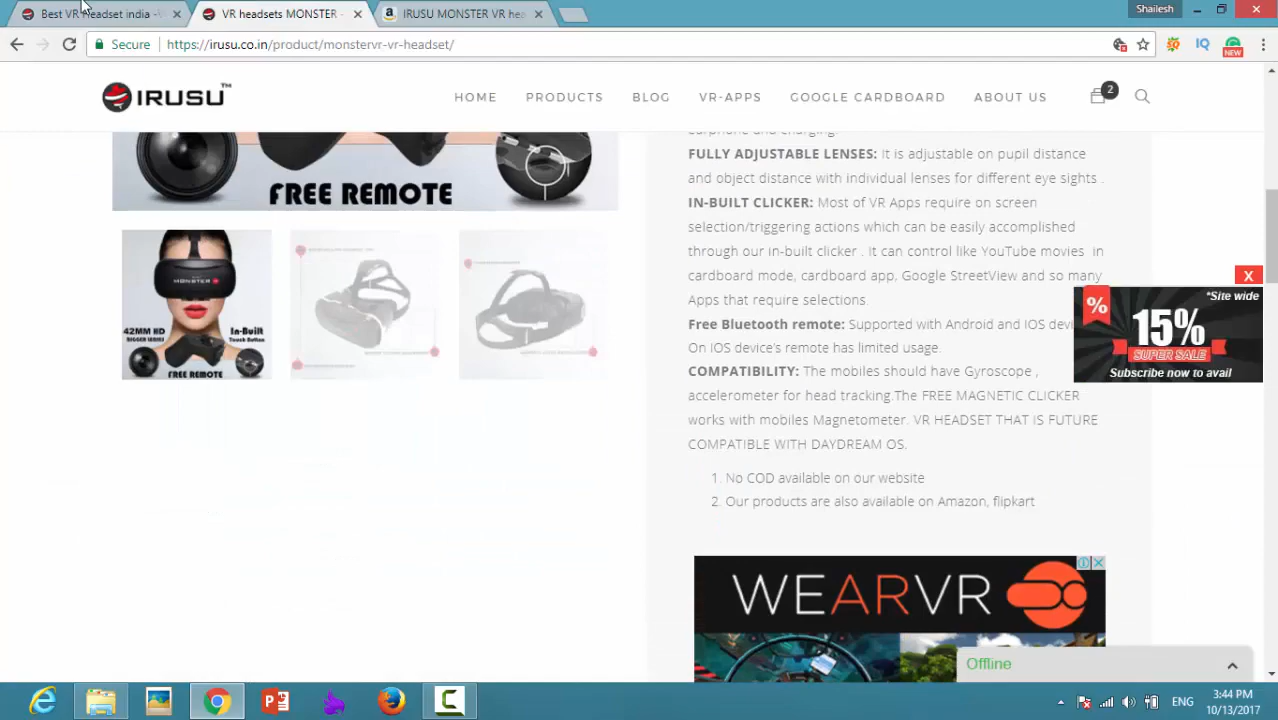 Best VR headset india -
VR headsets MONSTER -
IRUSU MONSTER VR hea
Shailesh
Secure
https://irusu.co.in/product/monstervr-vr-headset/
NEW
IRUSU™
HOME
PRODUCTS
BLOG
VR-APPS
GOOGLE CARDBOARD
ABOUT US
2
earphone and charging.
FULLY ADJUSTABLE LENSES: It is adjustable on pupil distance
and object distance with individual lenses for different eye sights .
IN-BUILT CLICKER: Most of VR Apps require on screen
selection/triggering actions which can be easily accomplished
through our in-built clicker . It can control like YouTube movies in
cardboard mode, cardboard app, Google StreetView and so many
Apps that require selections.
Free Bluetooth remote: Supported with Android and IOS devi
On IOS device's remote has limited usage.
COMPATIBILITY: The mobiles should have Gyroscope ,
accelerometer for head tracking.The FREE MAGNETIC CLICKER
works with mobiles Magnetometer. VR HEADSET THAT IS FUTURE
COMPATIBLE WITH DAYDREAM OS.
1. No COD available on our website
2. Our products are also available on Amazon, flipkart
FREE REMOTE
MONSTER
42MM HD
BIGGER LENSES
In-Built
Touch Button
FREE REMOTE
X
%
*Site wide
15%
SUPER SALE
Subscribe now to avail
WEARVR
Offline
ENG
3:44 PM
10/13/2017